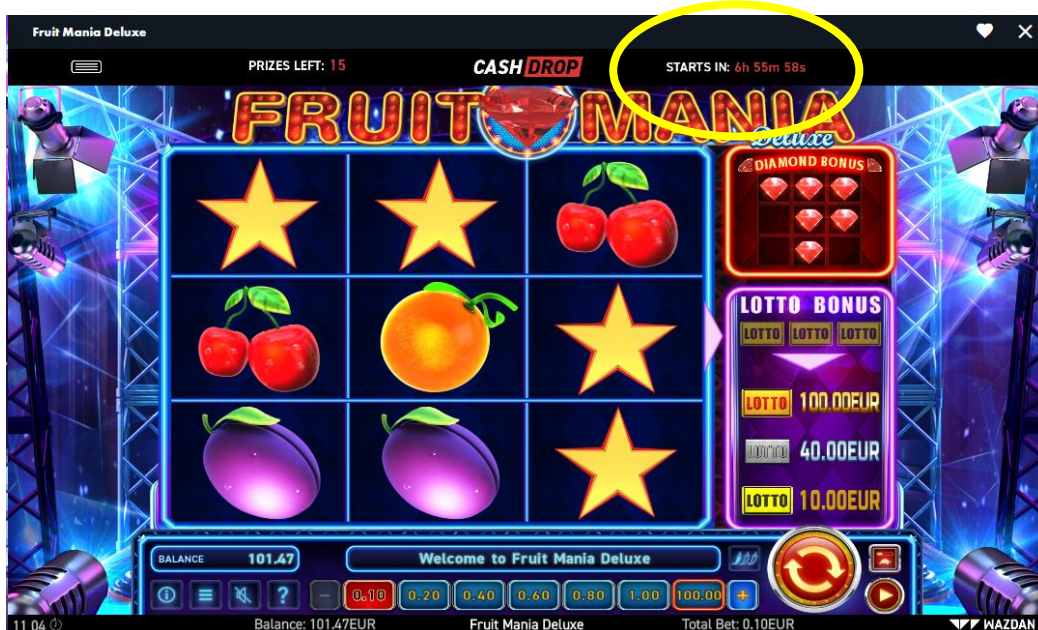 Fruit Mania Deluxe
PRIZES LEFT: 15 CASH DROP STARTS IN: 6h 55m 58s
FRUIT MANIA
Deluxe
DIAMOND BONUS
LOTTO BONUS
LOTTO LOTTO LOTTO
LOTTO 100.00EUR
LOTTO 40.00EUR
LOTTO 10.00EUR
BALANCE 101.47 Welcome to Fruit Mania Deluxe
? - 0.10 0.20 0.40 0.60 0.80 1.00 100.00 +
11 04 Balance: 101.47EUR Fruit Mania Deluxe Total Bet: 0.10EUR WAZDAN